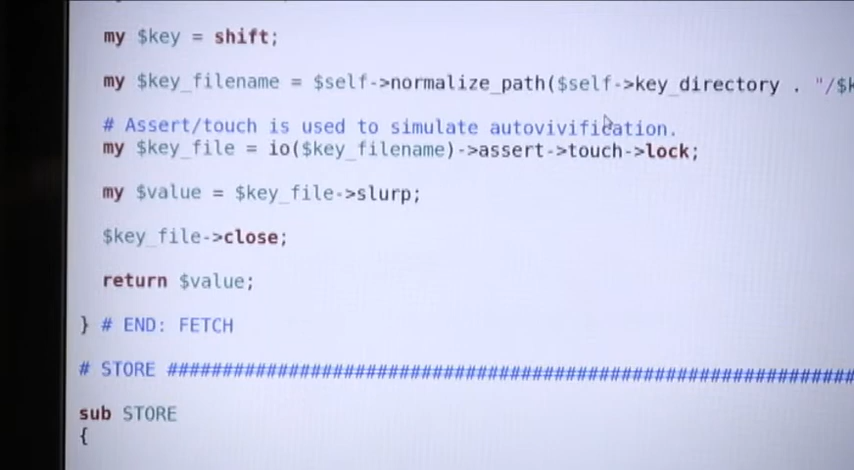 my $key = shift;
my $key_filename = $self->normalize_path($self->key_directory . "/$k
# Assert/touch is used to simulate autovivification.
my $key_file = io($key_filename)->assert->touch->lock;
my $value = $key_file->slurp;
$key_file->close;
return $value;
} # END: FETCH
# STORE ################################################################
sub STORE
{